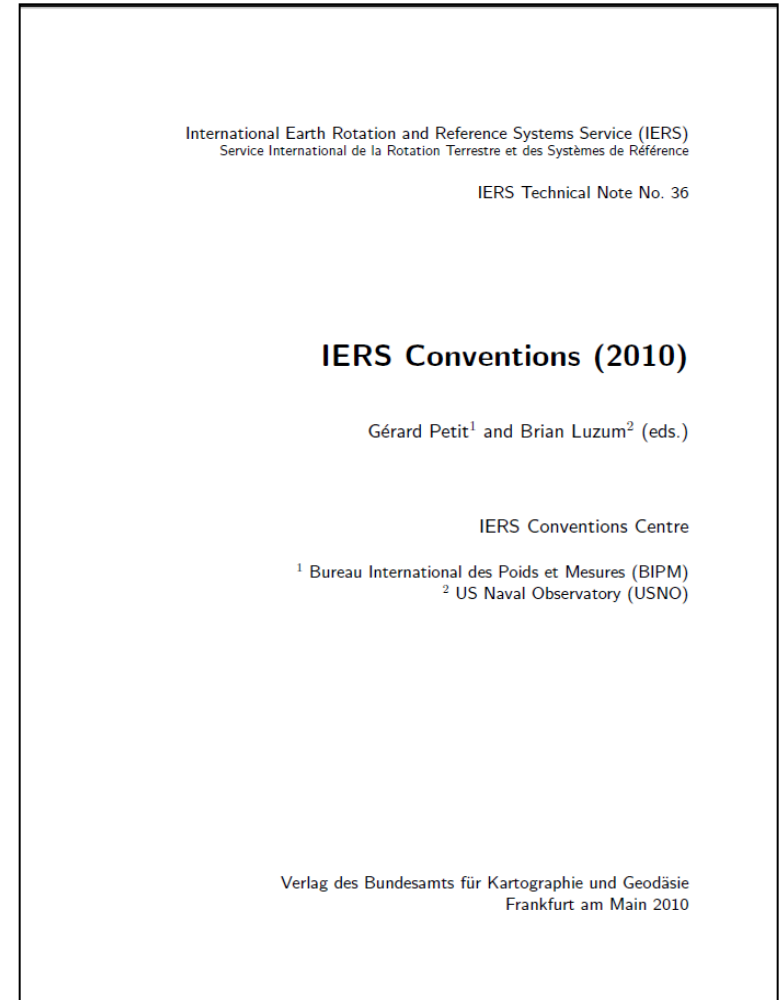 International Earth Rotation and Reference Systems Service (IERS)
Service International de la Rotation Terrestre et des Systèmes de Référence
IERS Technical Note No. 36
IERS Conventions (2010)
Gérard Petit¹ and Brian Luzum² (eds.)
IERS Conventions Centre
¹ Bureau International des Poids et Mesures (BIPM)
² US Naval Observatory (USNO)
Verlag des Bundesamts für Kartographie und Geodäsie
Frankfurt am Main 2010